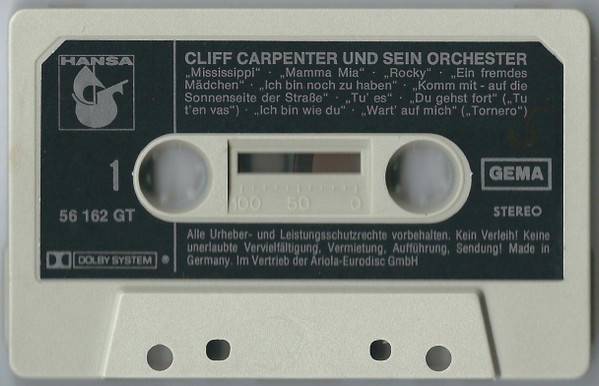 HANSA
CLIFF CARPENTER UND SEIN ORCHESTER
„Mississippi“ · „Mamma Mia“ · „Rocky“ · „Ein fremdes
Mädchen“ · „Ich bin noch zu haben“ · „Komm mit - auf die
Sonnenseite der Straße“ · „Tu' es“ · „Du gehst fort“ („Tu
t'en vas“) · „Ich bin wie du“ · „Wart' auf mich“ („Tornero“)
1
100 50 0
GEMA
56 162 GT
STEREO
Alle Urheber- und Leistungsschutzrechte vorbehalten. Kein Verleih! Keine
unerlaubte Vervielfältigung, Vermietung, Aufführung, Sendung! Made in
Germany. Im Vertrieb der Ariola-Eurodisc GmbH
DOLBY SYSTEM ®